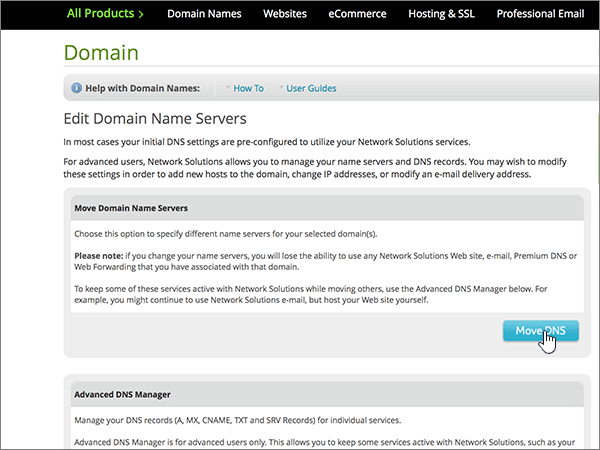 All Products > Domain Names Websites eCommerce Hosting & SSL Professional Email
Domain
Help with Domain Names: How To User Guides
Edit Domain Name Servers
In most cases your initial DNS settings are pre-configured to utilize your Network Solutions services.
For advanced users, Network Solutions allows you to manage your name servers and DNS records. You may wish to modify
these settings in order to add new hosts to the domain, change IP addresses, or modify an e-mail delivery address.
Move Domain Name Servers
Choose this option to specify different name servers for your selected domain(s).
Please note: if you change your name servers, you will lose the ability to use any Network Solutions Web site, e-mail, Premium DNS or
Web Forwarding that you have associated with that domain.
To keep some of these services active with Network Solutions while moving others, use the Advanced DNS Manager below. For
example, you might continue to use Network Solutions e-mail, but host your Web site yourself.
Move DNS
Advanced DNS Manager
Manage your DNS records (A, MX, CNAME, TXT and SRV Records) for individual services.
Advanced DNS Manager is for advanced users only. This allows you to keep some services active with Network Solutions, such as your